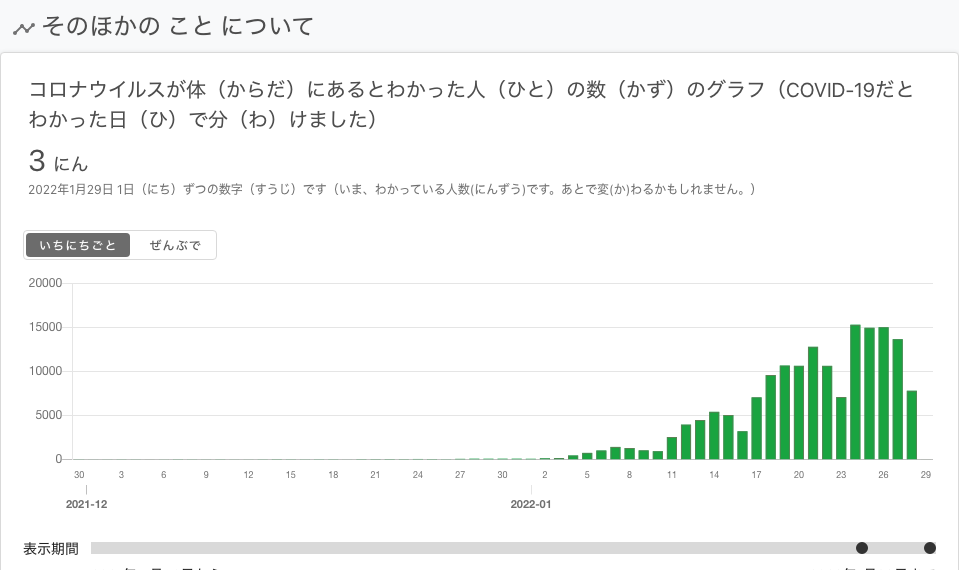 そのほかの こと について
コロナウイルスが体（からだ）にあるとわかった人（ひと）の数（かず）のグラフ（COVID-19だと
わかった日（ひ）で分（わ）けました）
3 にん
2022年1月29日 1日（にち）ずつの数字（すうじ）です（いま、わかっている人数(にんずう)です。あとで変(か)わるかもしれません。）
いちにちごと ぜんぶで
20000
15000
10000
5000
0
30 3 6 9 12 15 18 21 24 27 30 2 5 8 11 14 17 20 23 26 29
2021-12 2022-01
表示期間